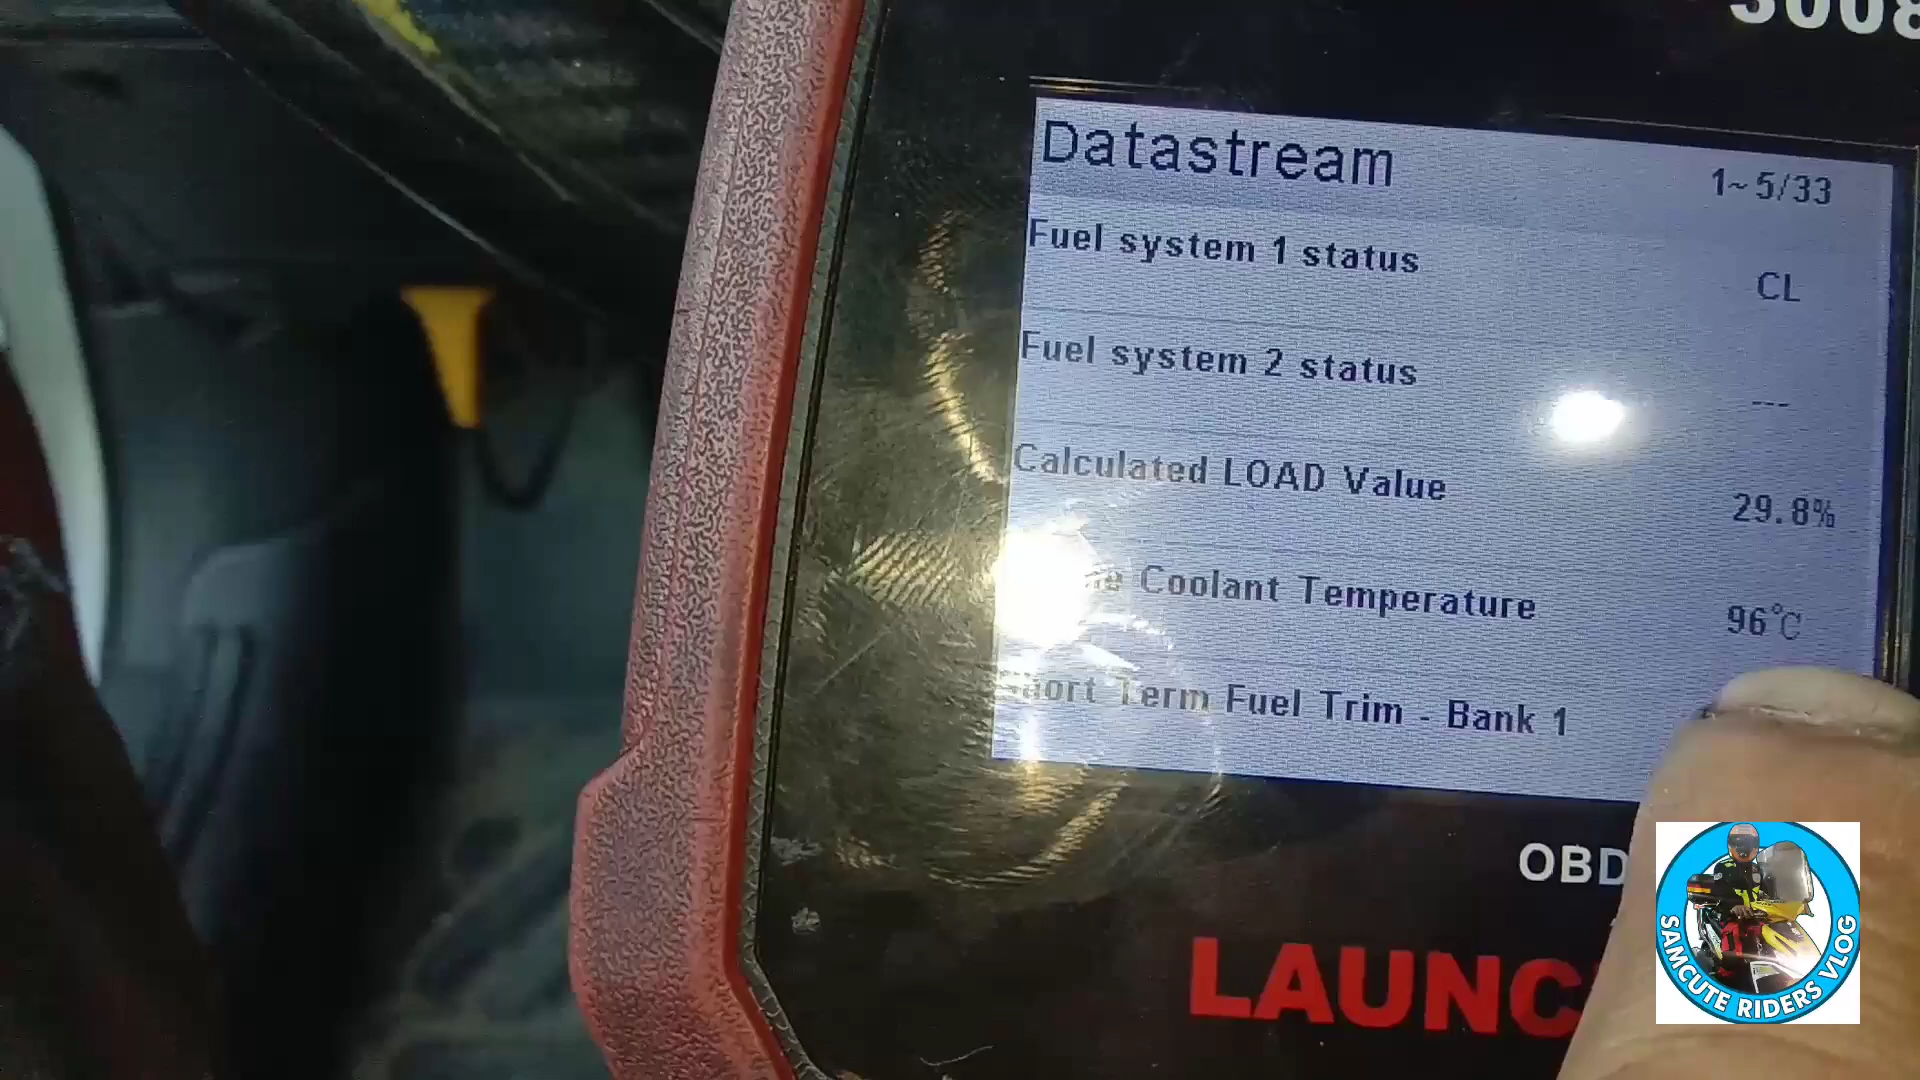 3008
Datastream 1~5/33
Fuel system 1 status CL
Fuel system 2 status ---
Calculated LOAD Value 29.8%
Coolant Temperature 96°C
Term Fuel Trim - Bank 1
OBD
LAUNC
SAMCUTE RIDERS VLOG